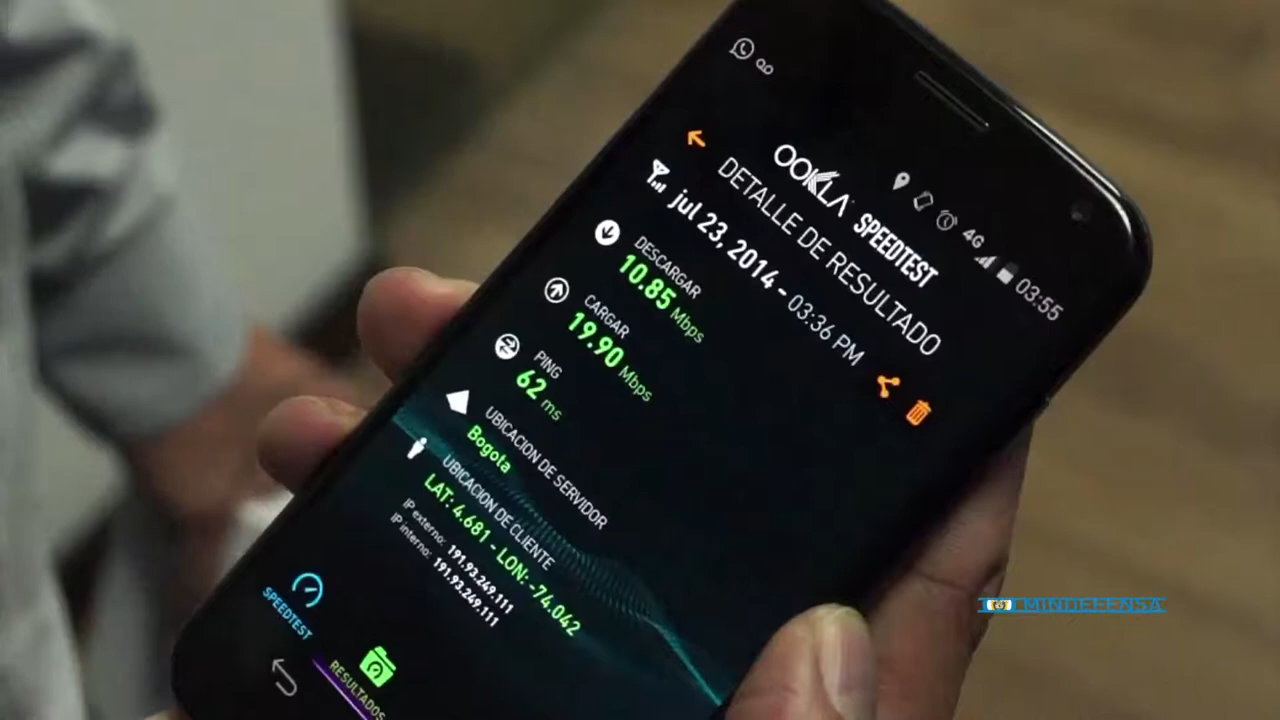 4G 03:55
OOKLA SPEEDTEST
DETALLE DE RESULTADO
jul 23, 2014 - 03:36 PM
DESCARGAR
10.85 Mbps
CARGAR
19.90 Mbps
PING
62 ms
UBICACION DE SERVIDOR
Bogota
UBICACION DE CLIENTE
LAT: 4.681 - LON: -74.042
IP externo: 191.93.249.111
IP interno: 191.93.249.111
SPEEDTEST
RESULTADOS
MINDEFENSA